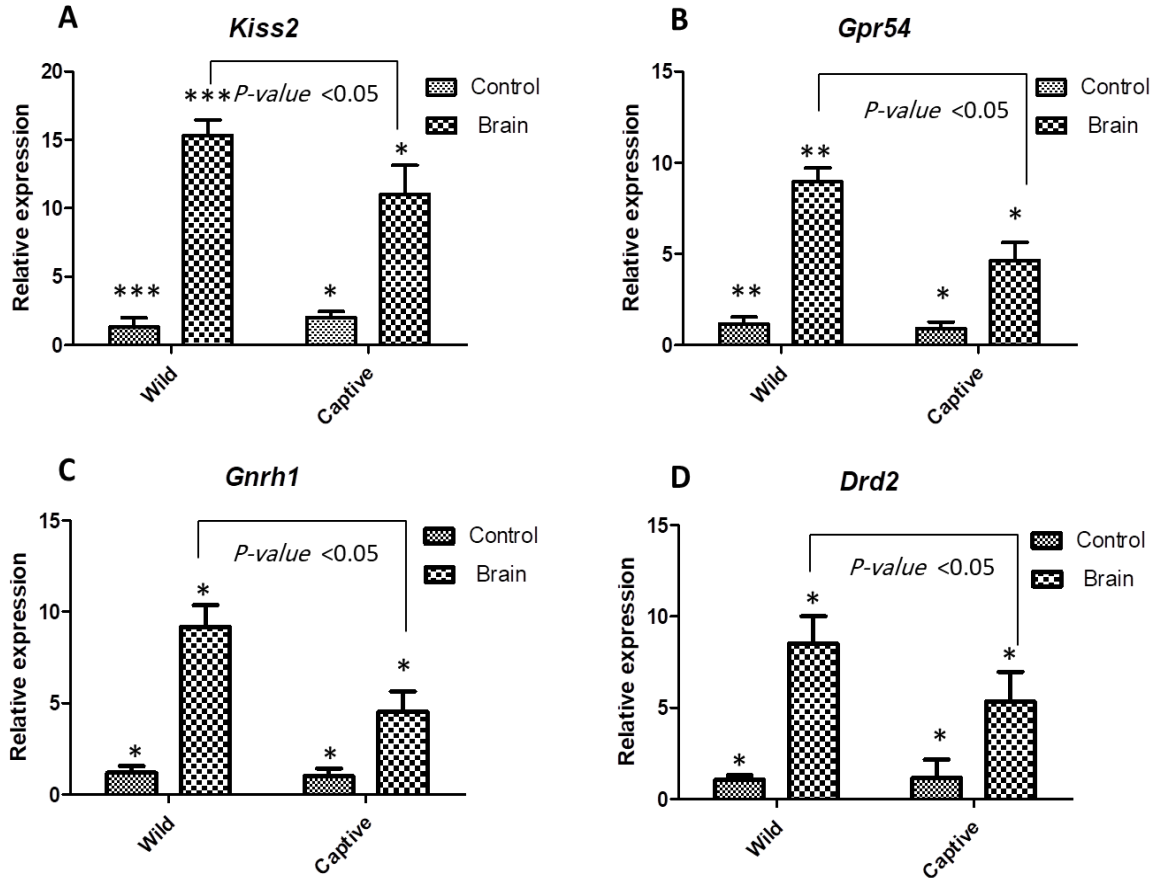 A
Kiss2
20
15
10
5
0
Relative expression
***
***
P-value <0.05
*
*
Control
Brain
Wild
Captive
B
Gpr54
15
10
5
0
Relative expression
**
**
P-value <0.05
*
*
Control
Brain
Wild
Captive
C
Gnrh1
15
10
5
0
Relative expression
*
*
P-value <0.05
*
*
Control
Brain
Wild
Captive
D
Drd2
15
10
5
0
Relative expression
*
*
P-value <0.05
*
*
Control
Brain
Wild
Captive